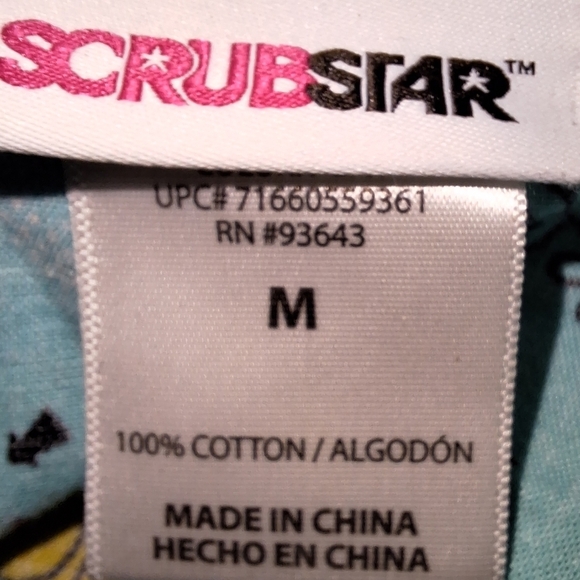 SCRUBSTAR™
UPC# 71660559361
RN #93643
M
100% COTTON / ALGODÓN
MADE IN CHINA
HECHO EN CHINA